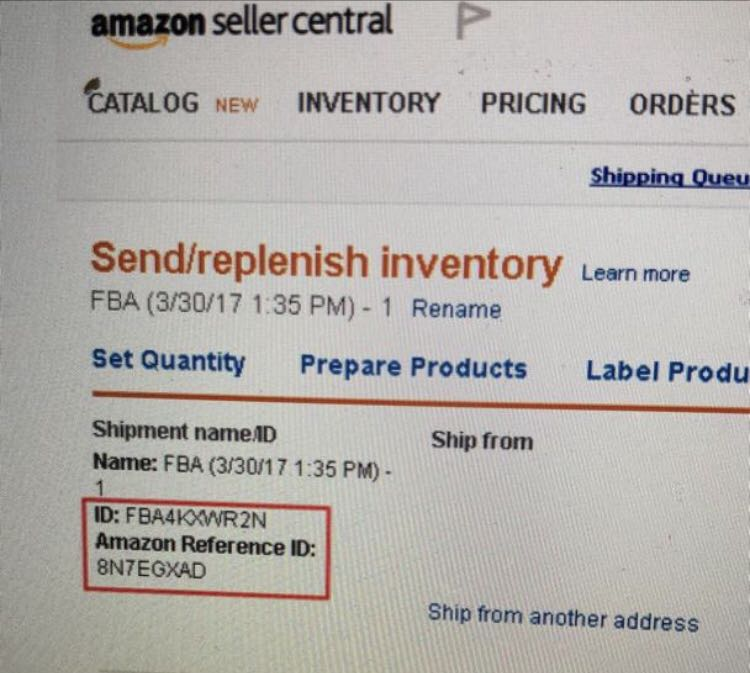 amazon seller central
CATALOG NEW INVENTORY PRICING ORDERS
Shipping Queu
Send/replenish inventory Learn more
FBA (3/30/17 1:35 PM) - 1 Rename
Set Quantity Prepare Products Label Produ
Shipment name/ID
Name: FBA (3/30/17 1:35 PM) -
1
ID: FBA4KXWR2N
Amazon Reference ID:
8N7EGXAD
Ship from
Ship from another address